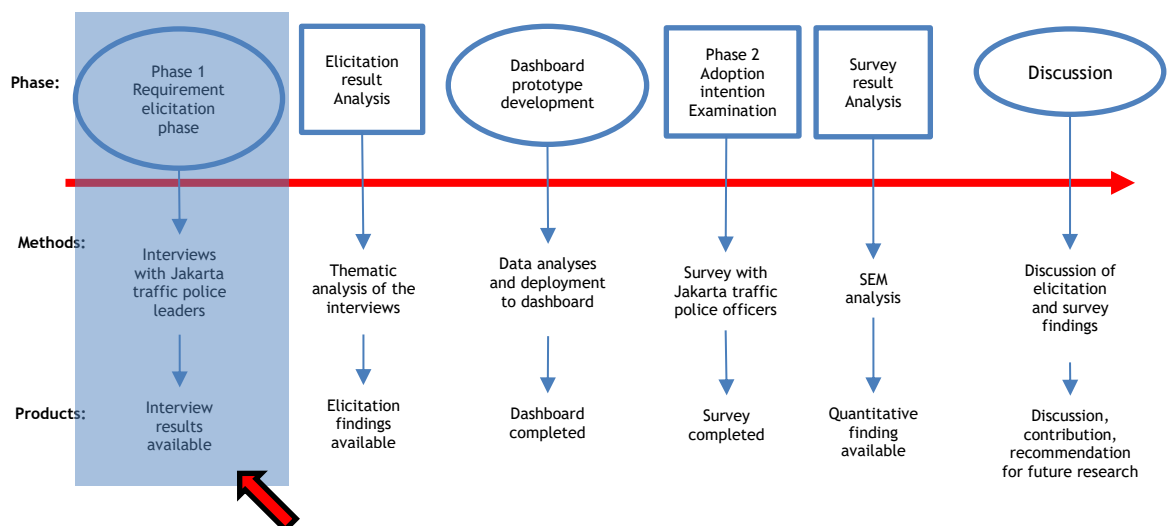 Phase:
Phase 1
Requirement
elicitation
phase
Elicitation
result
Analysis
Dashboard
prototype
development
Phase 2
Adoption
intention
Examination
Survey
result
Analysis
Discussion
Methods:
Interviews
with Jakarta
traffic police
leaders
Thematic
analysis of the
interviews
Data analyses
and deployment
to dashboard
Survey with
Jakarta traffic
police officers
SEM
analysis
Discussion of
elicitation
and survey
findings
Products:
Interview
results
available
Elicitation
findings
available
Dashboard
completed
Survey
completed
Quantitative
finding
available
Discussion,
contribution,
recommendation
for future research